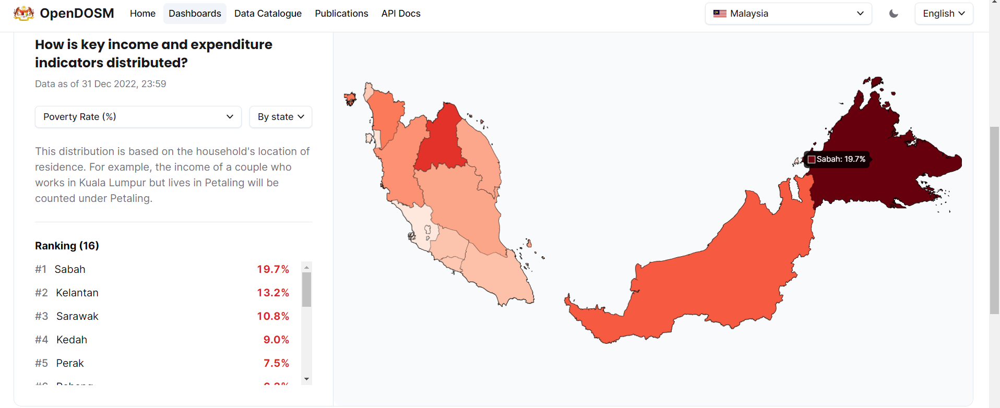 OpenDOSM
Home
Dashboards
Data Catalogue
Publications
API Docs
Malaysia
English
How is key income and expenditure
indicators distributed?
Data as of 31 Dec 2022, 23:59
Poverty Rate (%)
By state
This distribution is based on the household's location of
residence. For example, the income of a couple who
works in Kuala Lumpur but lives in Petaling will be
counted under Petaling.
Ranking (16)
#1 Sabah 19.7%
#2 Kelantan 13.2%
#3 Sarawak 10.8%
#4 Kedah 9.0%
#5 Perak 7.5%
Sabah: 19.7%